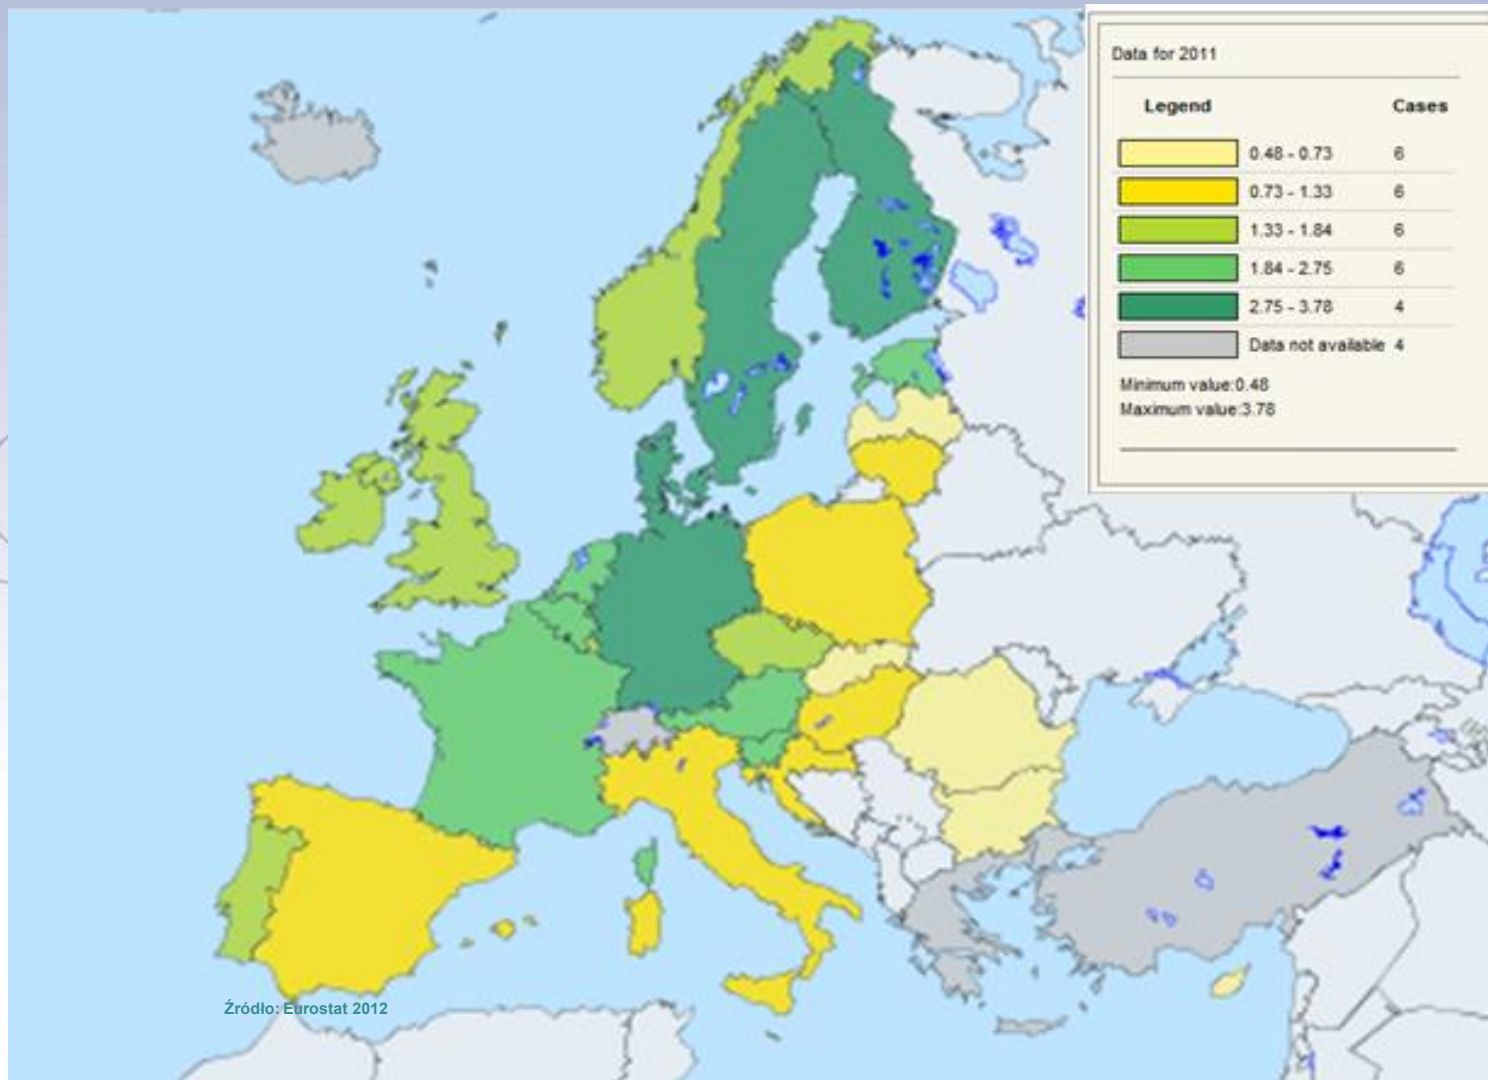 Data for 2011
Legend Cases
0.48 - 0.73 6
0.73 - 1.33 6
1.33 - 1.84 6
1.84 - 2.75 6
2.75 - 3.78 4
Data not available 4
Minimum value:0.48
Maximum value:3.78
Źródło: Eurostat 2012